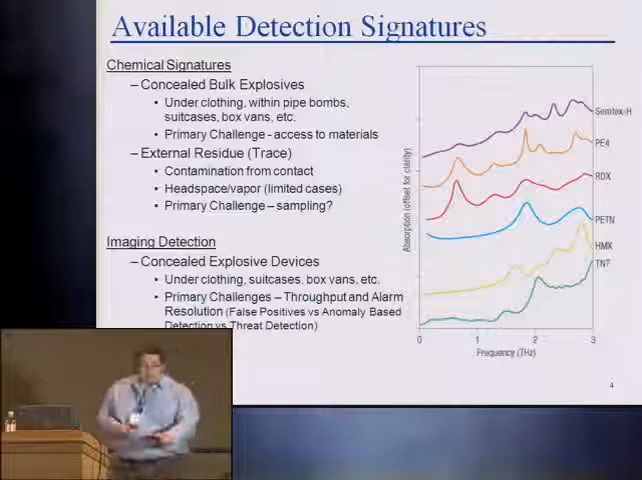 Available Detection Signatures
Chemical Signatures
– Concealed Bulk Explosives
• Under clothing, within pipe bombs,
suitcases, box vans, etc.
• Primary Challenge - access to materials
– External Residue (Trace)
• Contamination from contact
• Headspace/vapor (limited cases)
• Primary Challenge - sampling?
Imaging Detection
– Concealed Explosive Devices
• Under clothing, suitcases, box vans, etc.
• Primary Challenges – Throughput and Alarm
Resolution (False Positives vs Anomaly Based
Detection vs Threat Detection)
Absorption (offset for clarity)
Semtex-H
PE4
RDX
PETN
HMX
TNT
0 1 2 3
Frequency (THz)
4